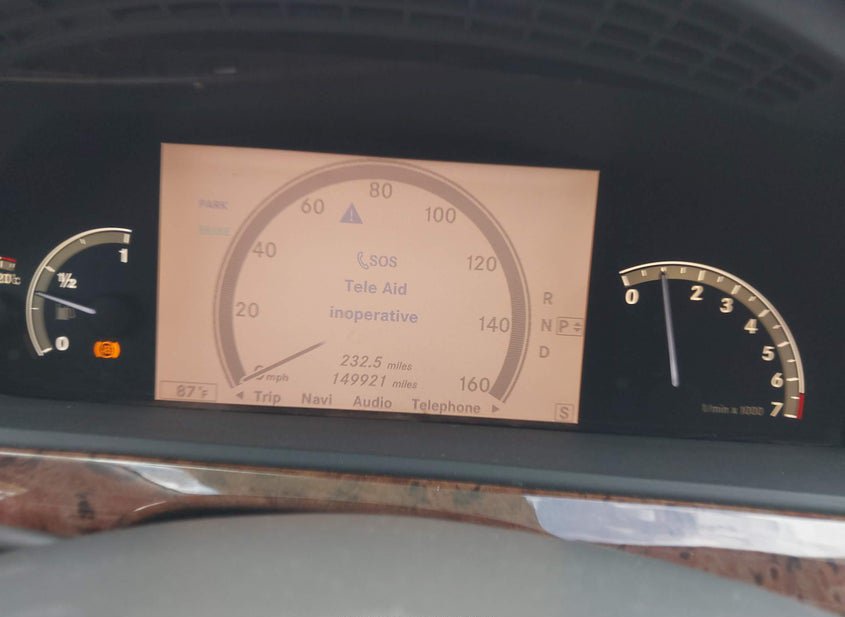 80
60
100
PARK
40
SOS
120
1
1/2
Tele Aid
0
2
R
20
inoperative
140
N P
3
4
0
232.5 miles
D
5
0 mph
149921 miles
160
6
87°F
Trip Navi Audio Telephone
S
1/min x 1000
7